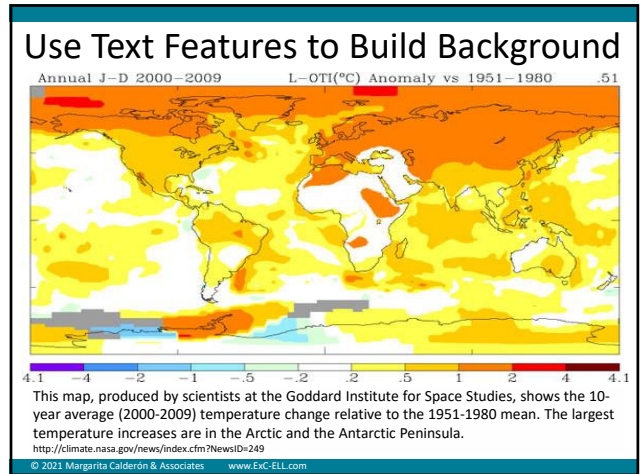 Use Text Features to Build Background
Annual J-D 2000-2009 L-OTI(°C) Anomaly vs 1951-1980 .51
4.1 -4 -2 -1 -.5 -.2 .2 .5 1 2 4 4.1
This map, produced by scientists at the Goddard Institute for Space Studies, shows the 10-
year average (2000-2009) temperature change relative to the 1951-1980 mean. The largest
temperature increases are in the Arctic and the Antarctic Peninsula.
http://climate.nasa.gov/news/index.cfm?NewsID=249
© 2021 Margarita Calderón & Associates www.ExC-ELL.com